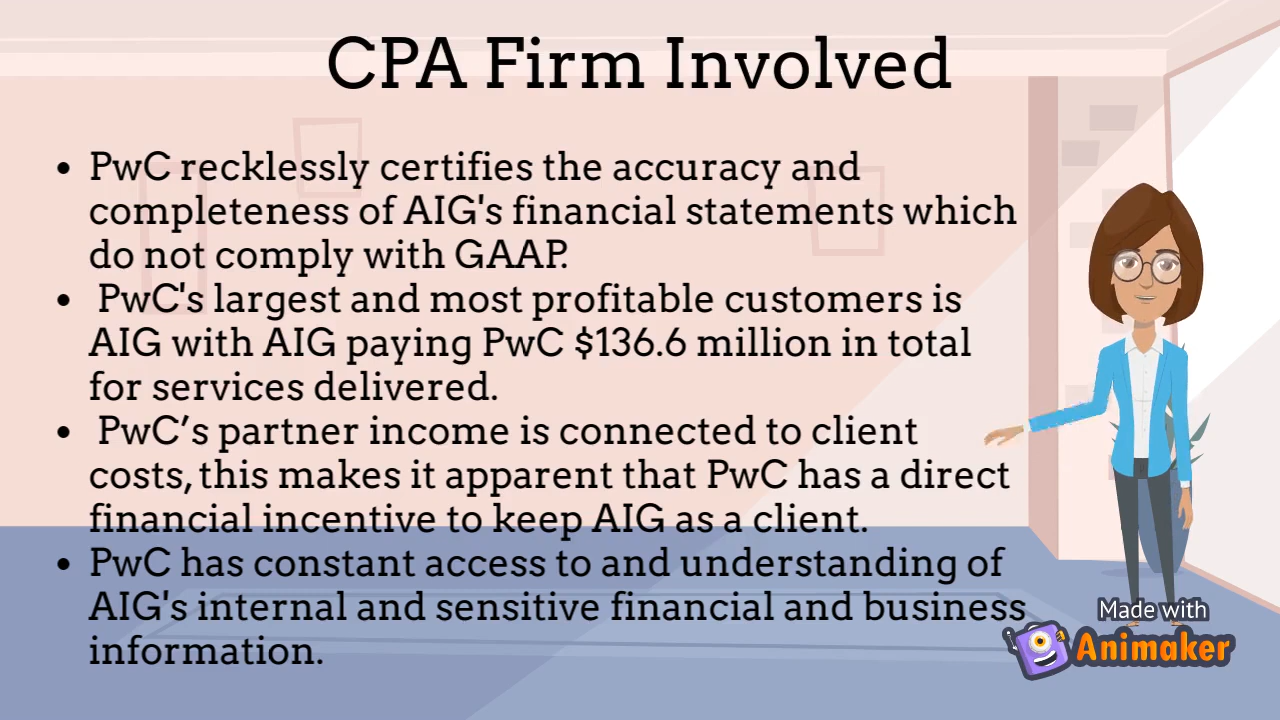 CPA Firm Involved
• PwC recklessly certifies the accuracy and
completeness of AIG's financial statements which
do not comply with GAAP.
• PwC's largest and most profitable customers is
AIG with AIG paying PwC $136.6 million in total
for services delivered.
• PwC’s partner income is connected to client
costs, this makes it apparent that PwC has a direct
financial incentive to keep AIG as a client.
• PwC has constant access to and understanding of
AIG's internal and sensitive financial and business
information.
Made with
Animaker